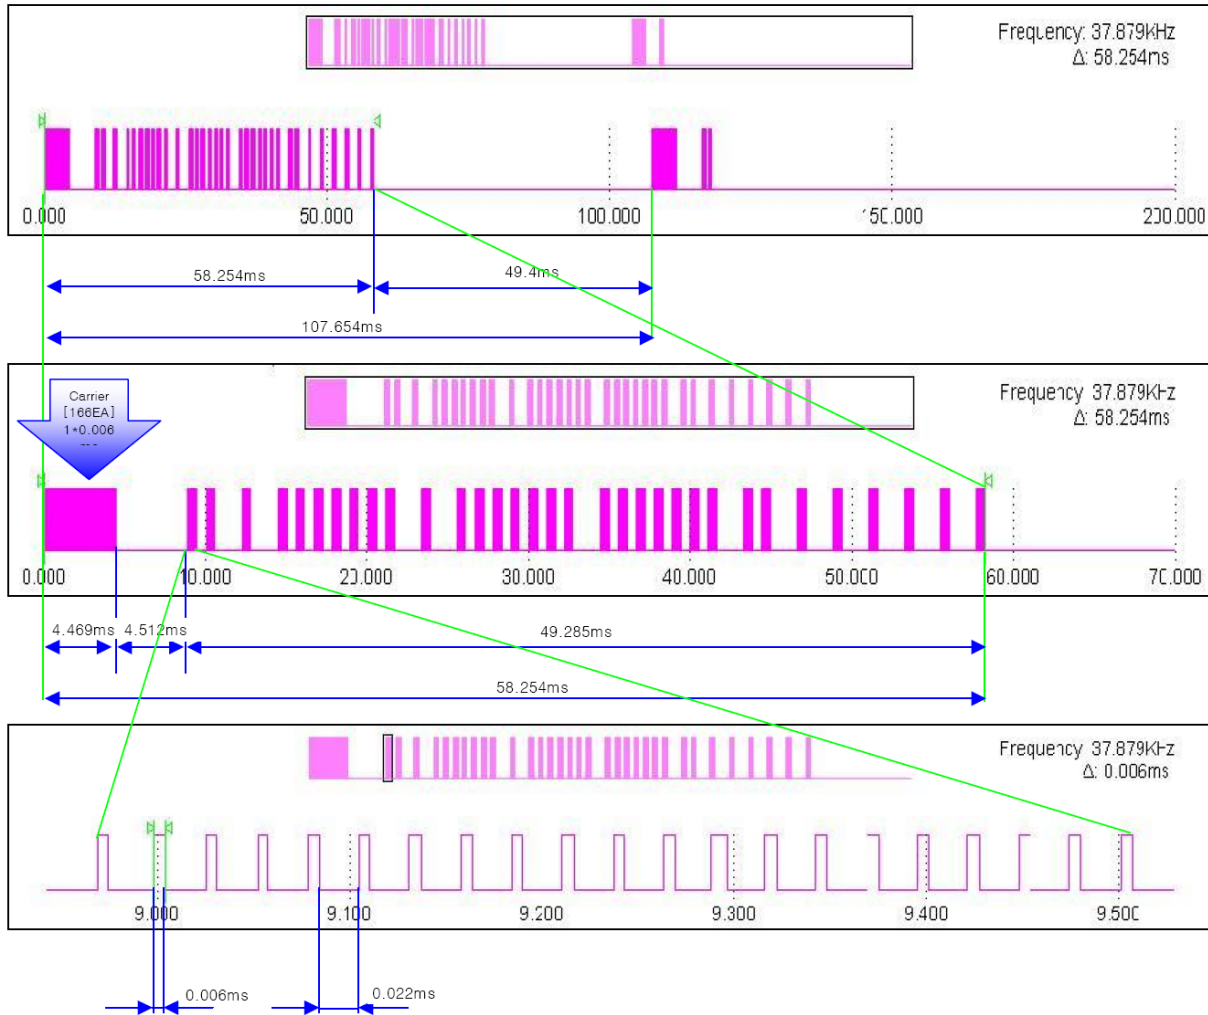 Frequency: 37.879KHz
Δ: 58.254ms
0.000 50.000 100.000 150.000 200.000
58.254ms 49.4ms
107.654ms
Carrier
[166EA]
1*0.006
Frequency 37.879KHz
Δ: 58.254ms
0.000 10.000 20.000 30.000 40.000 50.000 60.000 70.000
4.469ms 4.512ms 49.285ms
58.254ms
Frequency 37.879KHz
Δ: 0.006ms
9.000 9.100 9.200 9.300 9.400 9.500
0.006ms 0.022ms